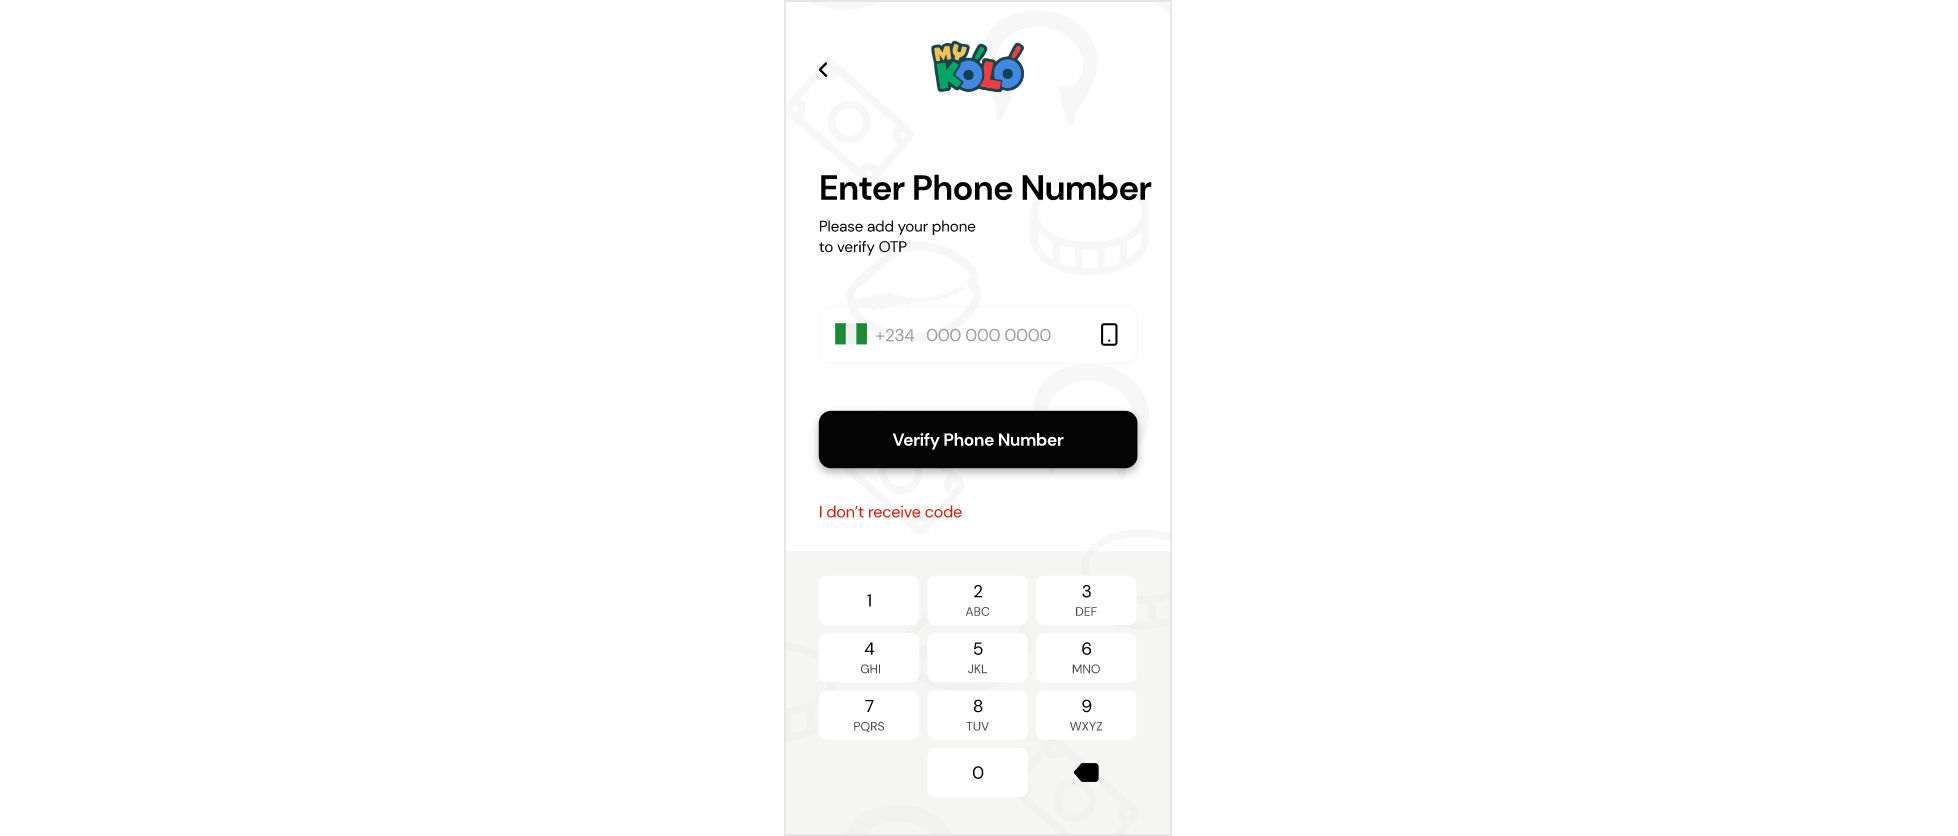 MY
KOLO
Enter Phone Number
Please add your phone
to verify OTP
+234 000 000 0000
Verify Phone Number
I don't receive code
1
2
ABC
3
DEF
4
GHI
5
JKL
6
MNO
7
PQRS
8
TUV
9
WXYZ
0